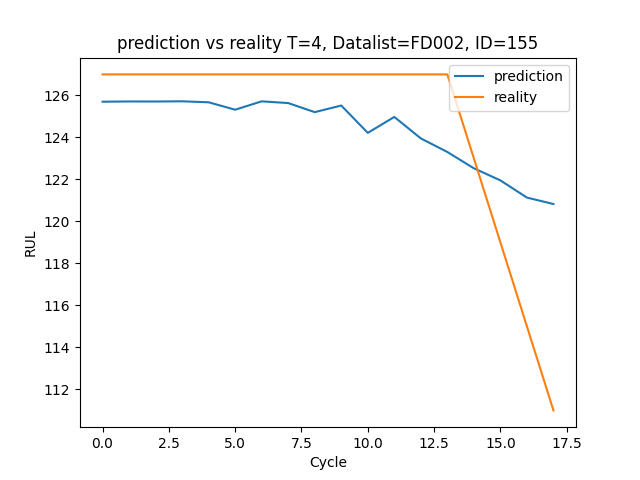 prediction vs reality T=4, Datalist=FD002, ID=155
prediction
reality
126
124
122
120
118
116
114
112
RUL
0.0 2.5 5.0 7.5 10.0 12.5 15.0 17.5
Cycle